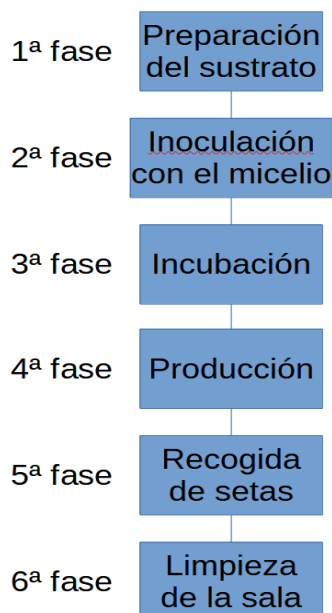 1ª fase
Preparación
del sustrato
2ª fase
Inoculación
con el micelio
3ª fase
Incubación
4ª fase
Producción
5ª fase
Recogida
de setas
6ª fase
Limpieza
de la sala